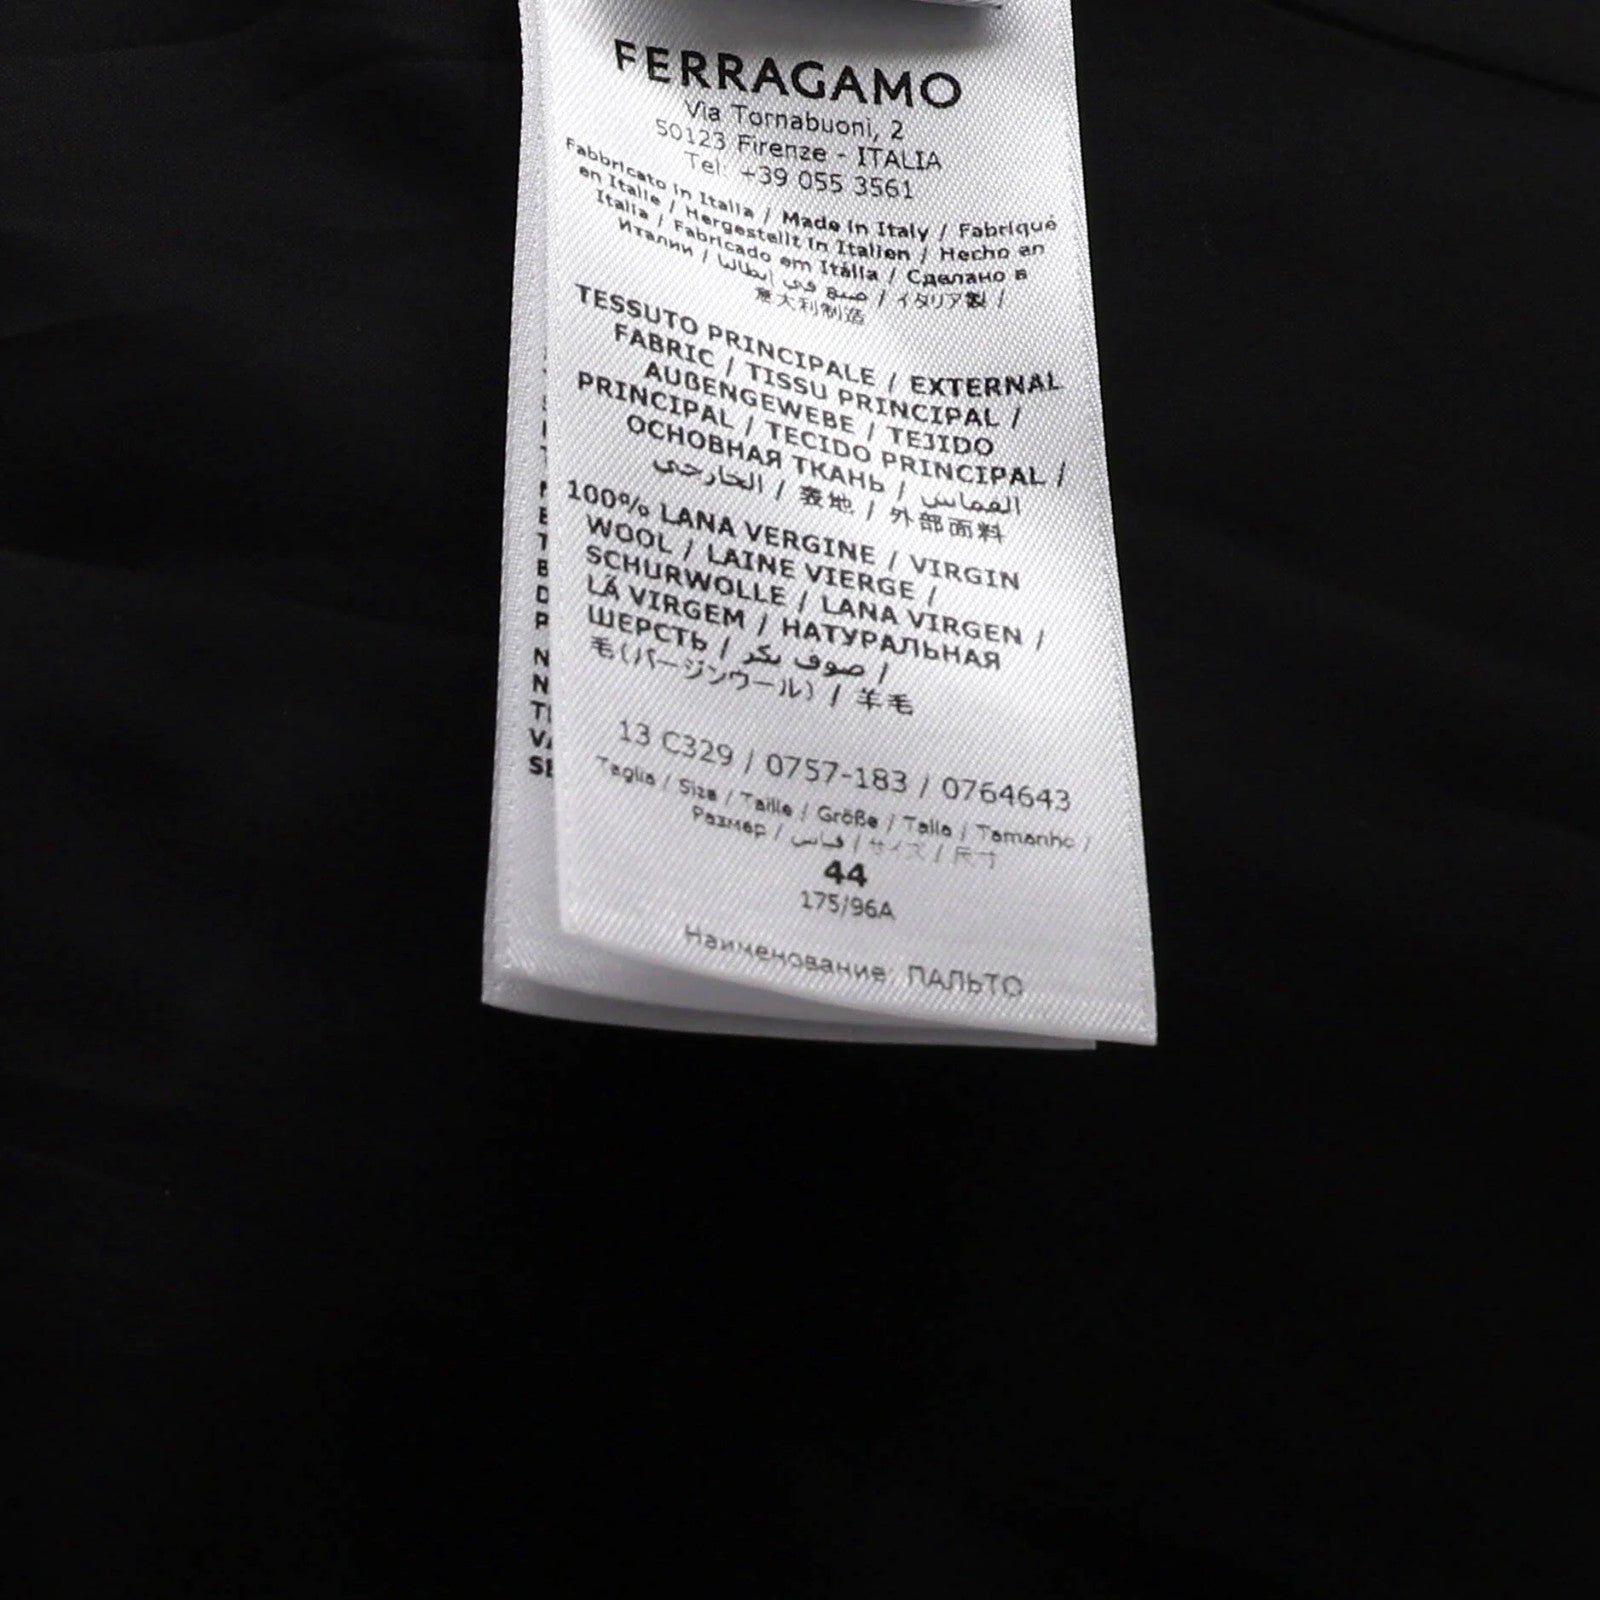 FERRAGAMO
Via Tornabuoni, 2
50123 Firenze - ITALIA
Tel: +39 055 3561
Fabbricato in Italia / Made in Italy / Fabriqué
en Italie / Hergestellt in Italien / Hecho en
Italia / Fabricado em Itália / Сделано в
Италии / صنع في إيطاليا / イタリア製 /
意大利制造
TESSUTO PRINCIPALE / EXTERNAL
FABRIC / TISSU PRINCIPAL /
AUßENGEWEBE / TEJIDO
PRINCIPAL / TECIDO PRINCIPAL /
ОСНОВНАЯ ТКАНЬ / القماس
الخارجي / 表地 / 外部面料
100% LANA VERGINE / VIRGIN
WOOL / LAINE VIERGE /
SCHURWOLLE / LANA VIRGEN /
LÃ VIRGEM / НАТУРАЛЬНАЯ
ШЕРСТЬ / صوف بكر /
毛(バージンウール) / 羊毛
13 C329 / 0757-183 / 0764643
Taglia / Size / Taille / Größe / Talla / Tamanho /
Размер / قياس / サイズ / 尺寸
44
175/96A
Наименование: ПАЛЬТО